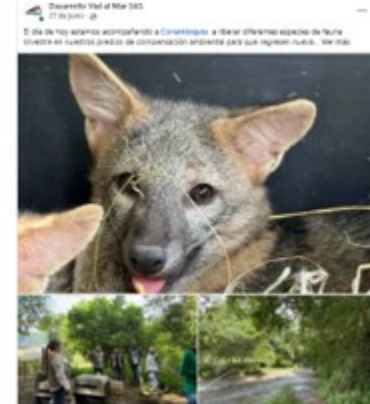 Desarrollo Vial al Mar SAS
27 de junio ·
El día de hoy estamos acompañando a Corantioquia a liberar diferentes especies de fauna
silvestre en nuestros predios de compensación ambiental para que regresen nueva... Ver más